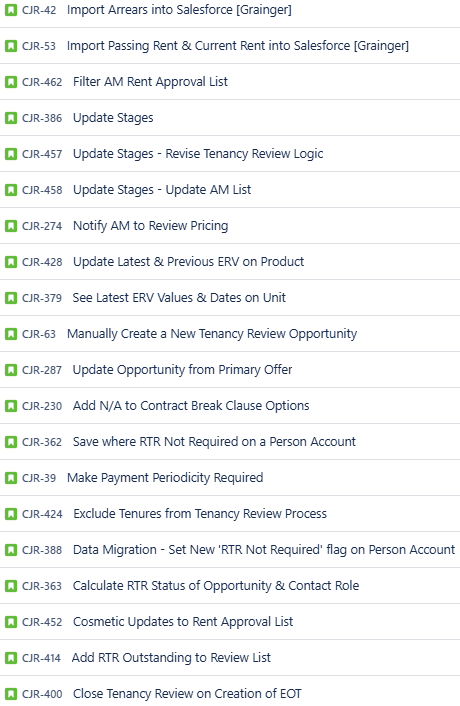 CJR-42 Import Arrears into Salesforce [Grainger]
CJR-53 Import Passing Rent & Current Rent into Salesforce [Grainger]
CJR-462 Filter AM Rent Approval List
CJR-386 Update Stages
CJR-457 Update Stages - Revise Tenancy Review Logic
CJR-458 Update Stages - Update AM List
CJR-274 Notify AM to Review Pricing
CJR-428 Update Latest & Previous ERV on Product
CJR-379 See Latest ERV Values & Dates on Unit
CJR-63 Manually Create a New Tenancy Review Opportunity
CJR-287 Update Opportunity from Primary Offer
CJR-230 Add N/A to Contract Break Clause Options
CJR-362 Save where RTR Not Required on a Person Account
CJR-39 Make Payment Periodicity Required
CJR-424 Exclude Tenures from Tenancy Review Process
CJR-388 Data Migration - Set New 'RTR Not Required' flag on Person Account
CJR-363 Calculate RTR Status of Opportunity & Contact Role
CJR-452 Cosmetic Updates to Rent Approval List
CJR-414 Add RTR Outstanding to Review List
CJR-400 Close Tenancy Review on Creation of EOT